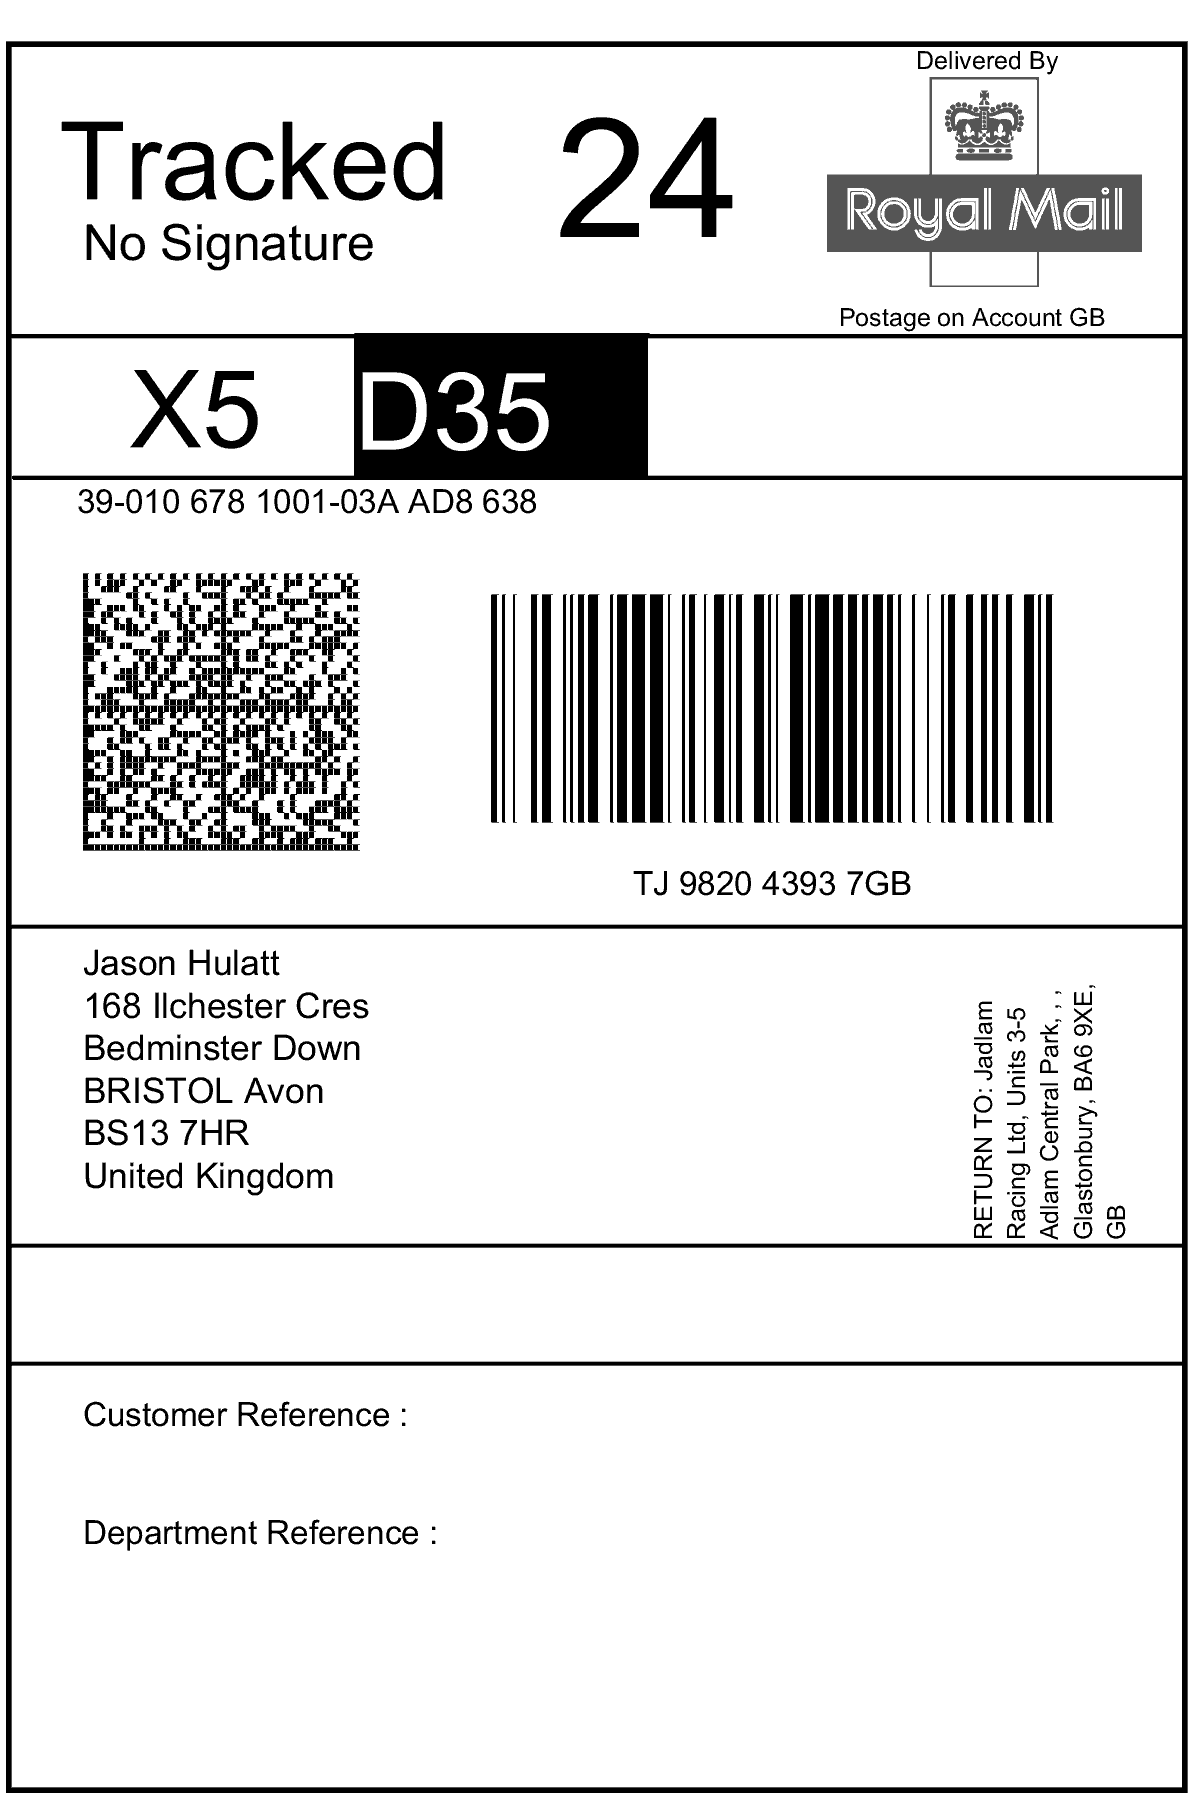 Delivered By
Tracked 24
No Signature
Royal Mail
Postage on Account GB
X5 D35
39-010 678 1001-03A AD8 638
TJ 9820 4393 7GB
Jason Hulatt
168 Ilchester Cres
Bedminster Down
BRISTOL Avon
BS13 7HR
United Kingdom
RETURN TO: Jadlam
Racing Ltd, Units 3-5
Adlam Central Park, , ,
Glastonbury, BA6 9XE,
GB
Customer Reference :
Department Reference :